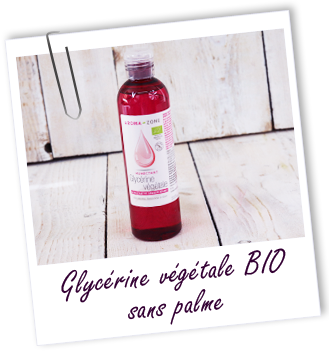 AROMA-ZONE
Glycérine
végétale
Glycérine végétale BIO
sans palme